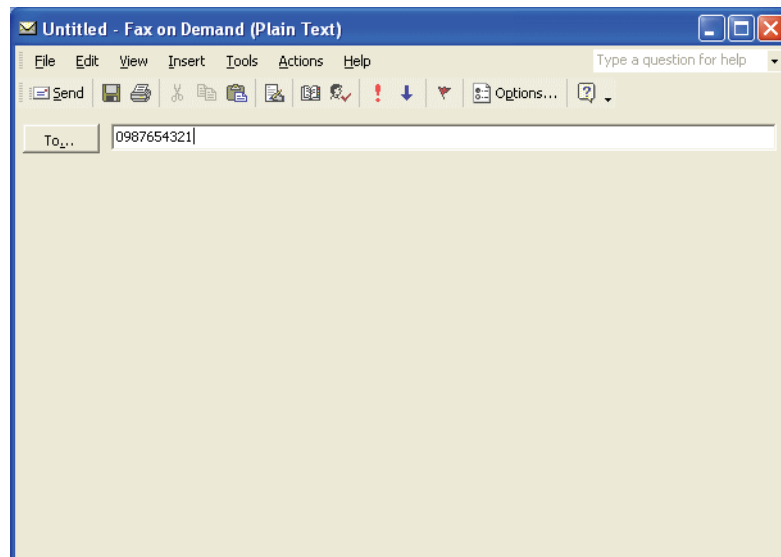 Untitled - Fax on Demand (Plain Text)
File Edit View Insert Tools Actions Help Type a question for help
Send Options...
To... 0987654321